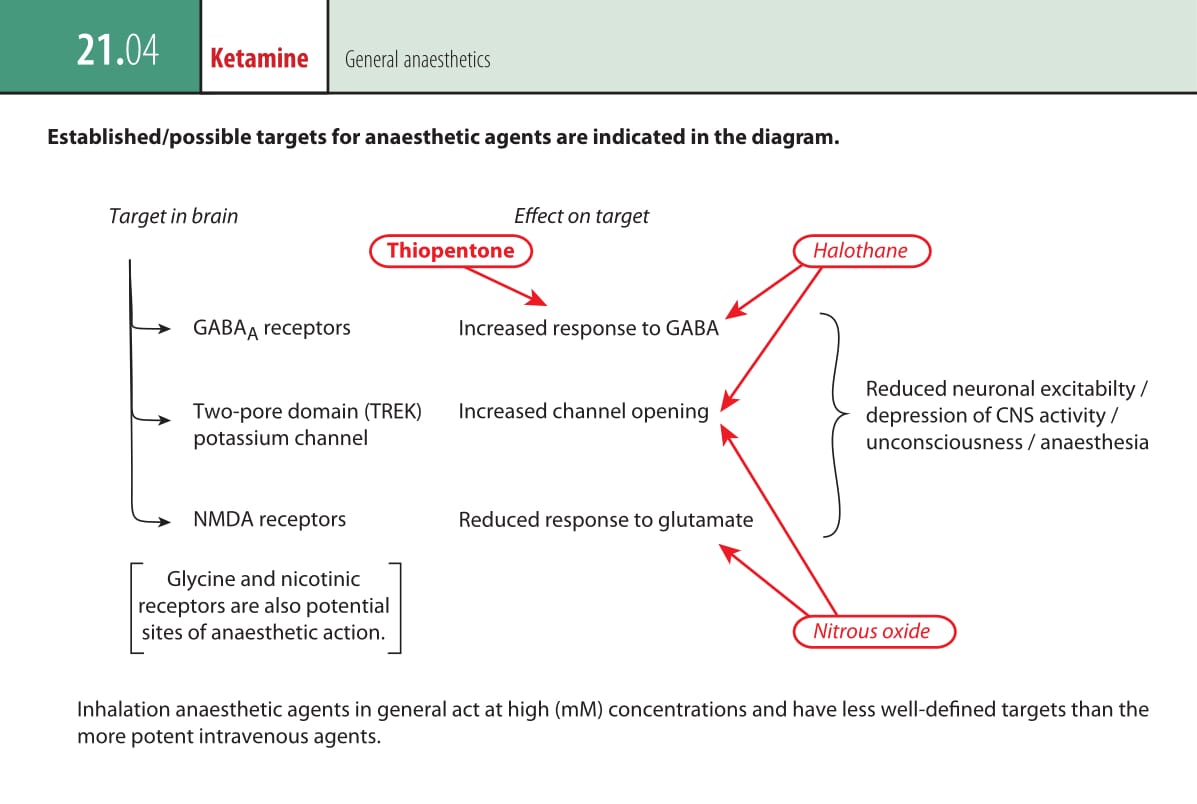 21.04
Ketamine
General anaesthetics
Established/possible targets for anaesthetic agents are indicated in the diagram.
Target in brain
Effect on target
Thiopentone
Halothane
GABAA receptors
Increased response to GABA
Two-pore domain (TREK)
potassium channel
Increased channel opening
Reduced neuronal excitabilty /
depression of CNS activity /
unconsciousness / anaesthesia
NMDA receptors
Reduced response to glutamate
Glycine and nicotinic
receptors are also potential
sites of anaesthetic action.
Nitrous oxide
Inhalation anaesthetic agents in general act at high (mM) concentrations and have less well-defined targets than the
more potent intravenous agents.